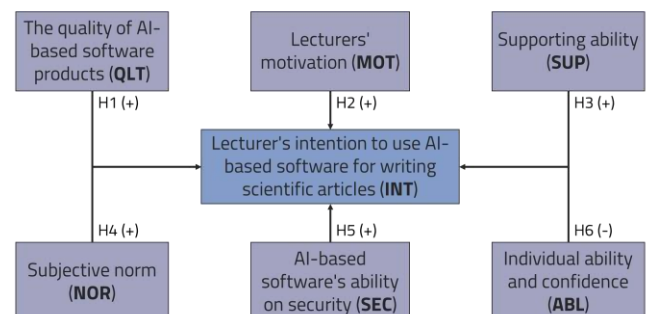 The quality of AI-
based software
products (QLT)
Lecturers'
motivation (MOT)
Supporting ability
(SUP)
H1 (+)
H2 (+)
H3 (+)
Lecturer's intention to use AI-
based software for writing
scientific articles (INT)
H4 (+)
H5 (+)
H6 (-)
Subjective norm
(NOR)
AI-based
software's ability
on security (SEC)
Individual ability
and confidence
(ABL)